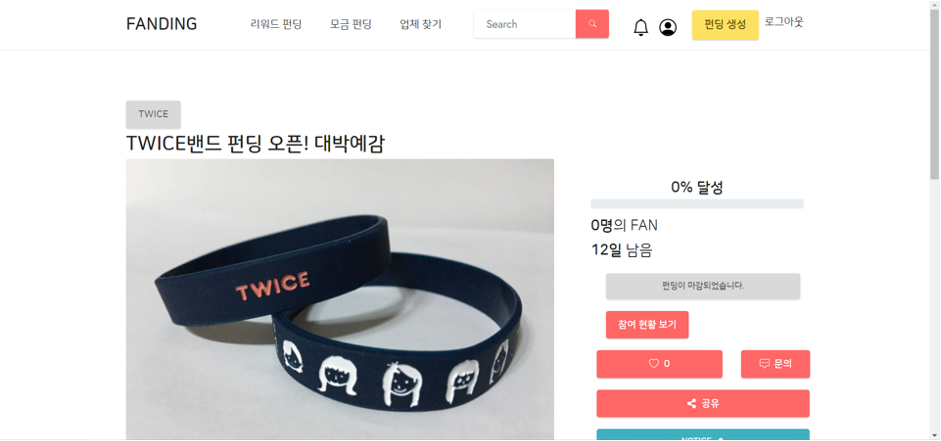 FANDING 리워드 펀딩 모금 펀딩 업체 찾기 Search 펀딩 생성 로그아웃
TWICE
TWICE밴드 펀딩 오픈! 대박예감
TWICE
0% 달성
0명의 FAN
12일 남음
펀딩이 마감되었습니다.
참여 현황 보기
0 문의
공유
NOTICE